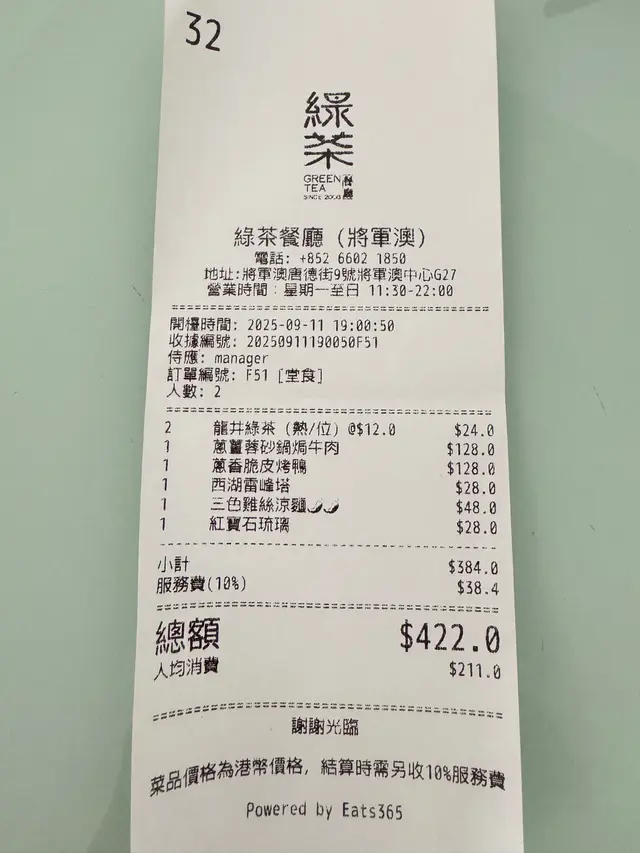 32
綠茶
GREEN TEA 餐廳
SINCE 2008
綠茶餐廳 (將軍澳)
電話: +852 6602 1850
地址:將軍澳唐德街9號將軍澳中心G27
營業時間：星期一至日 11:30-22:00
開檯時間: 2025-09-11 19:00:50
收據編號: 20250911190050F51
侍應: manager
訂單編號: F51 [堂食]
人數: 2
2 龍井綠茶 (熱/位) @$12.0 $24.0
1 蔥薑蓉砂鍋焗牛肉 $128.0
1 蔥香脆皮烤鴨 $128.0
1 西湖雷峰塔 $28.0
1 三色雞絲涼麵🌶🌶 $48.0
1 紅寶石琉璃 $28.0
小計 $384.0
服務費(10%) $38.4
總額 $422.0
人均消費 $211.0
謝謝光臨
菜品價格為港幣價格, 結算時需另收10%服務費
Powered by Eats365